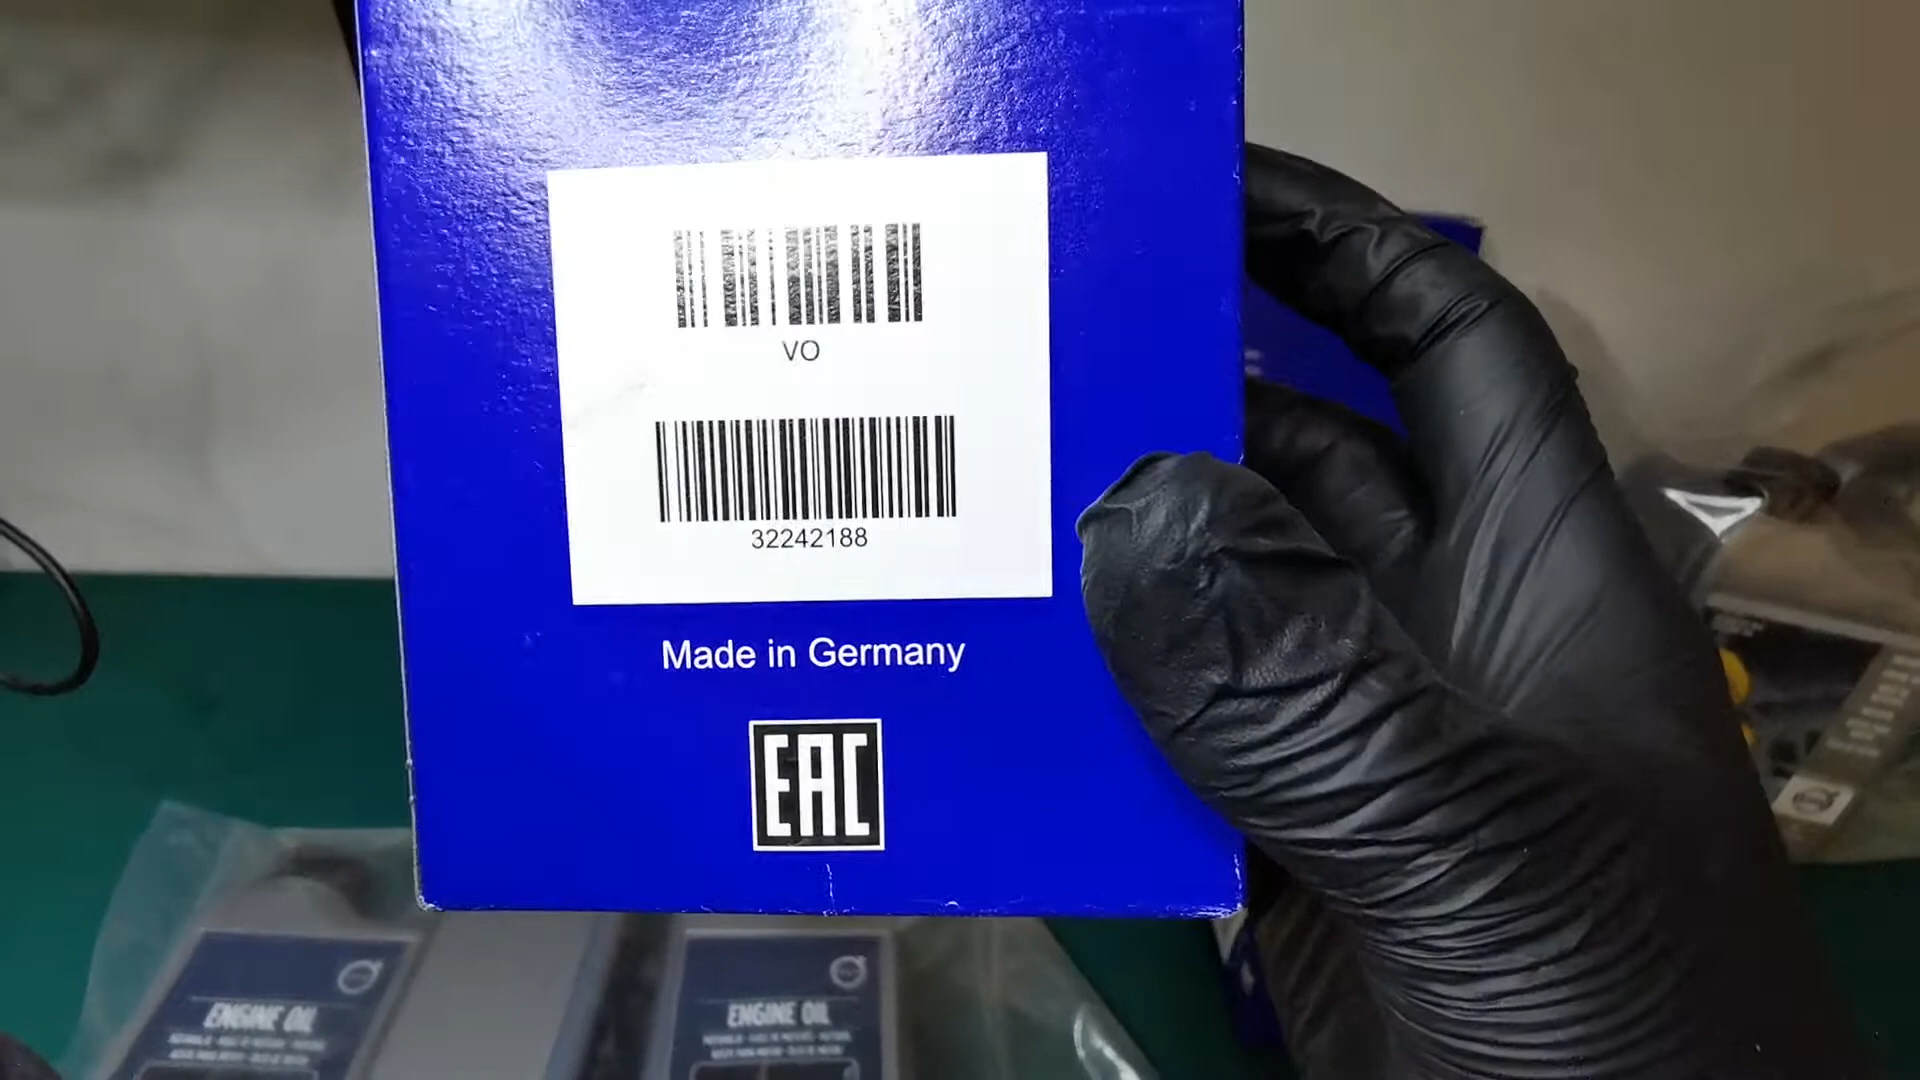 VO
32242188
Made in Germany
EAC
ENGINE OIL
ENGINE OIL